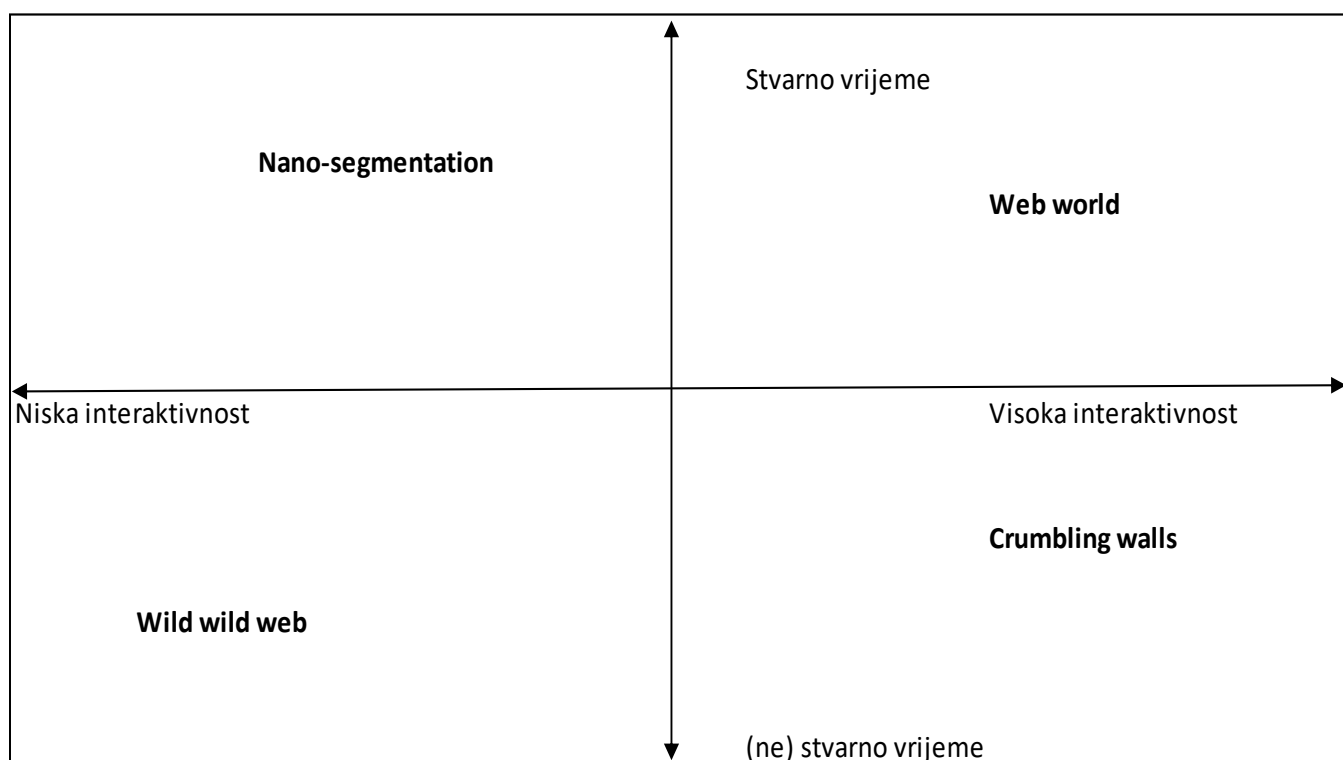 Stvarno vrijeme
Nano-segmentation
Web world
Niska interaktivnost
Visoka interaktivnost
Crumbling walls
Wild wild web
(ne) stvarno vrijeme